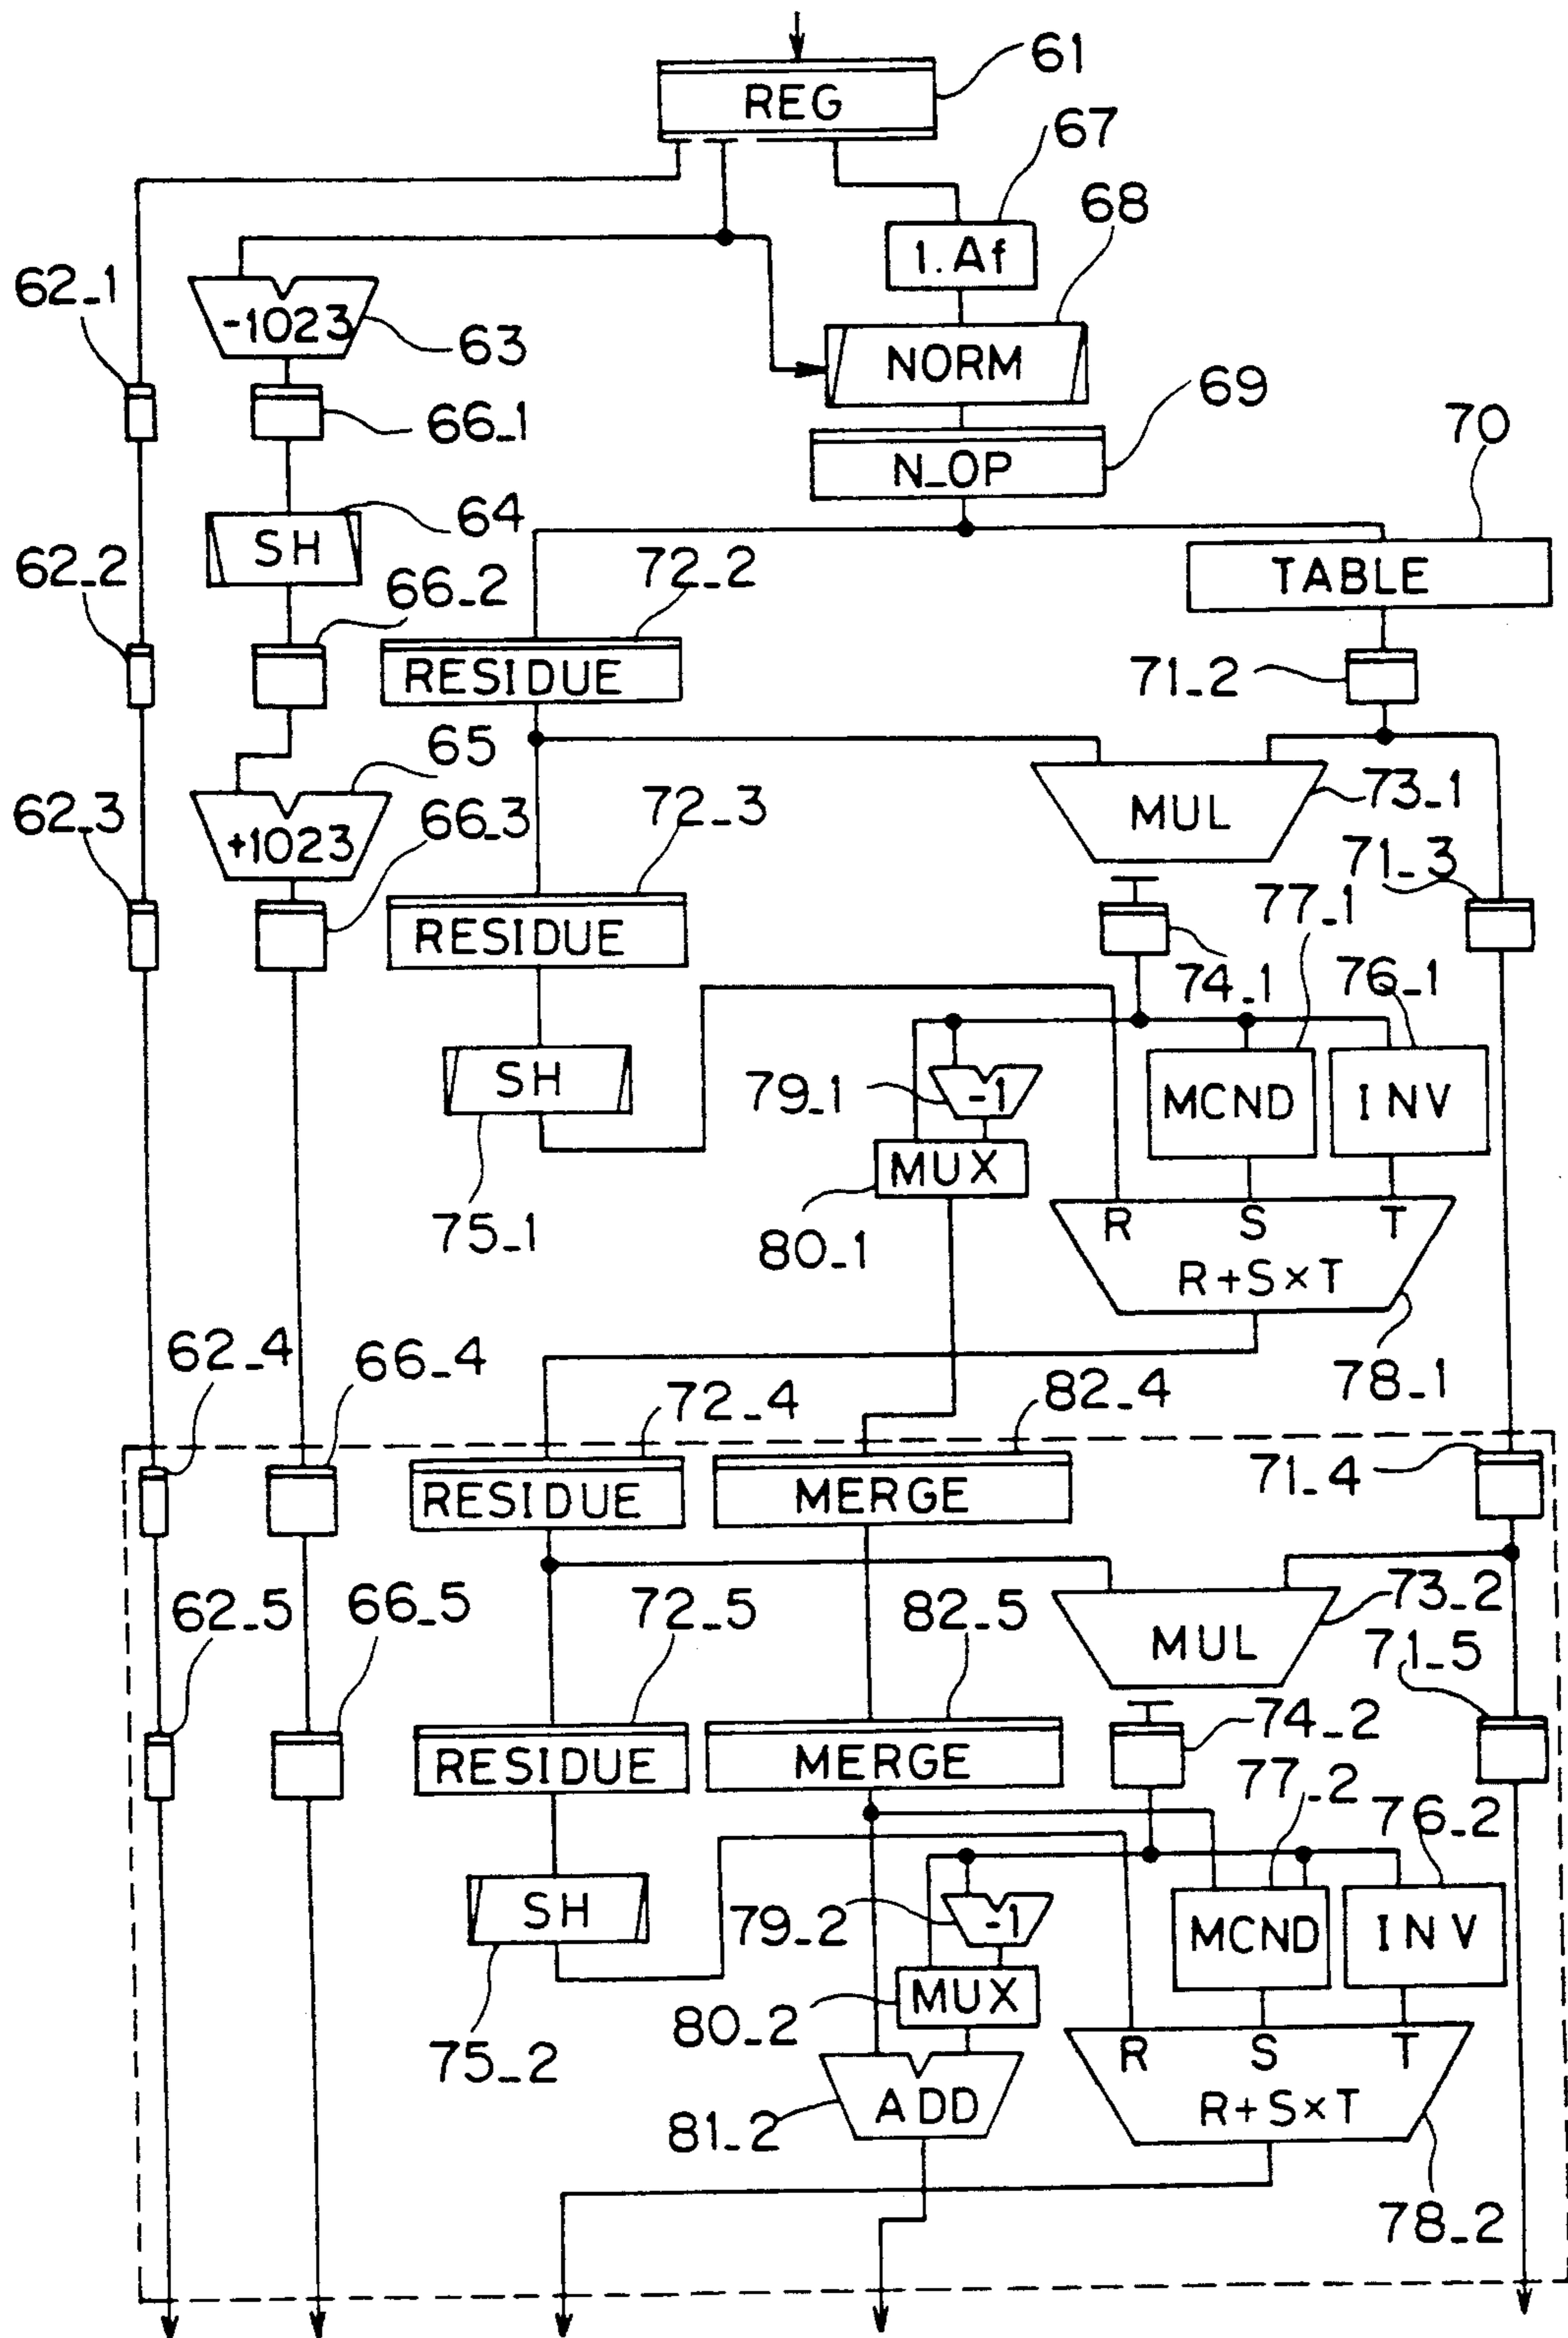 61
REG
67
68
1.Af
62_1
-1023
63
NORM
69
66_1
70
N_OP
64
SH
72_2
62_2
66_2
TABLE
RESIDUE
71_2
65
62_3
+1023
66_3
72_3
MUL
73_1
71_3
77_1
RESIDUE
74_1
76_1
SH
79_1
-1
MCND
INV
MUX
75_1
80_1
R S T
R+S×T
62_4
66_4
72_4
82_4
78_1
71_4
RESIDUE
MERGE
62_5
66_5
72_5
82_5
73_2
MUL
71_5
74_2
RESIDUE
MERGE
77_2
76_2
SH
79_2
-1
MCND
INV
MUX
80_2
75_2
R S T
ADD
R+S×T
81_2
78_2